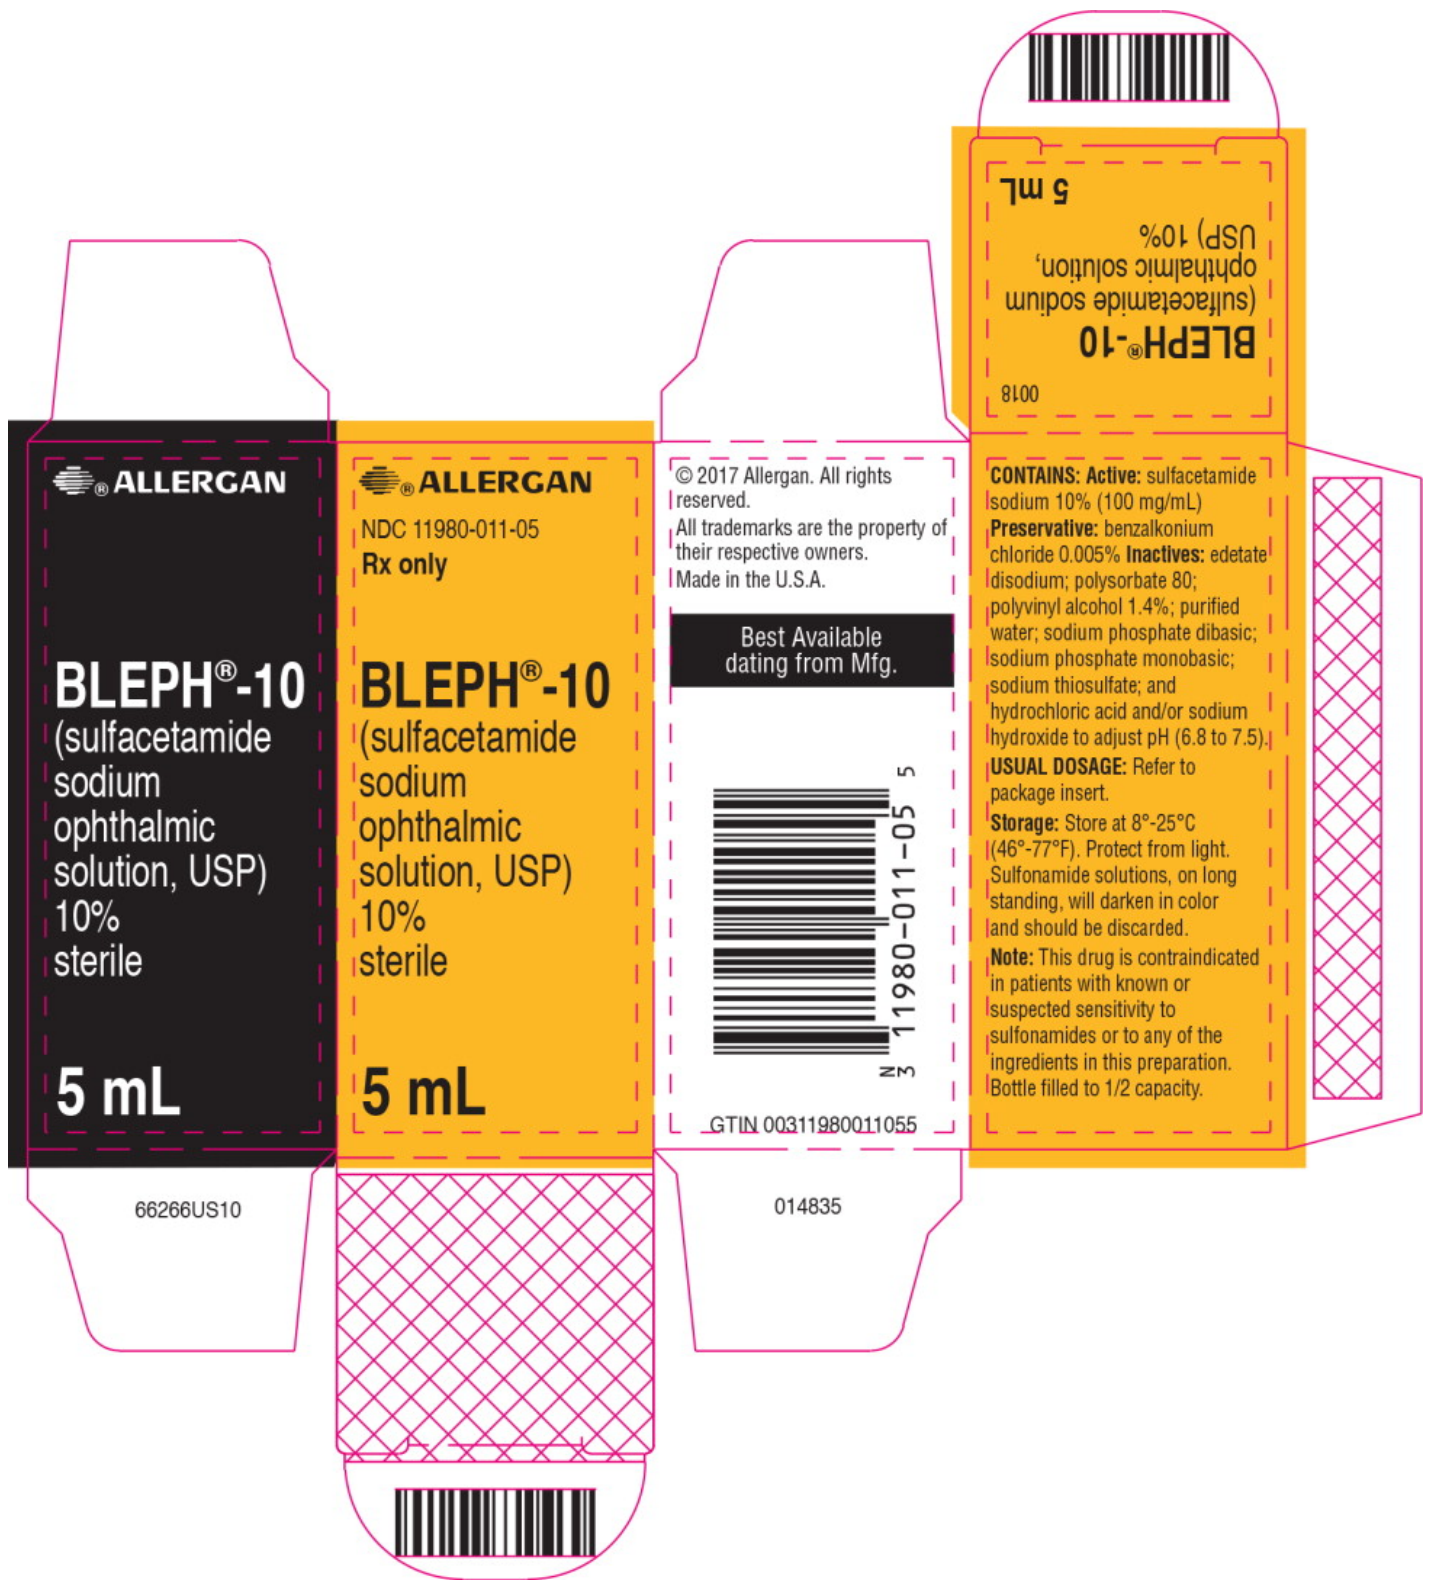 ALLERGAN
BLEPH®-10
(sulfacetamide
sodium
ophthalmic
solution, USP)
10%
sterile
5 mL
66266US10
ALLERGAN
NDC 11980-011-05
Rx only
BLEPH®-10
(sulfacetamide
sodium
ophthalmic
solution, USP)
10%
sterile
5 mL
© 2017 Allergan. All rights
reserved.
All trademarks are the property of
their respective owners.
Made in the U.S.A.
Best Available
dating from Mfg.
N
3 11980-011-05 5
GTIN 00311980011055
014835
0018
BLEPH®-10
(sulfacetamide sodium
ophthalmic solution,
USP) 10%
5 mL
CONTAINS: Active: sulfacetamide
sodium 10% (100 mg/mL)
Preservative: benzalkonium
chloride 0.005% Inactives: edetate
disodium; polysorbate 80;
polyvinyl alcohol 1.4%; purified
water; sodium phosphate dibasic;
sodium phosphate monobasic;
sodium thiosulfate; and
hydrochloric acid and/or sodium
hydroxide to adjust pH (6.8 to 7.5).
USUAL DOSAGE: Refer to
package insert.
Storage: Store at 8°-25°C
(46°-77°F). Protect from light.
Sulfonamide solutions, on long
standing, will darken in color
and should be discarded.
Note: This drug is contraindicated
in patients with known or
suspected sensitivity to
sulfonamides or to any of the
ingredients in this preparation.
Bottle filled to 1/2 capacity.